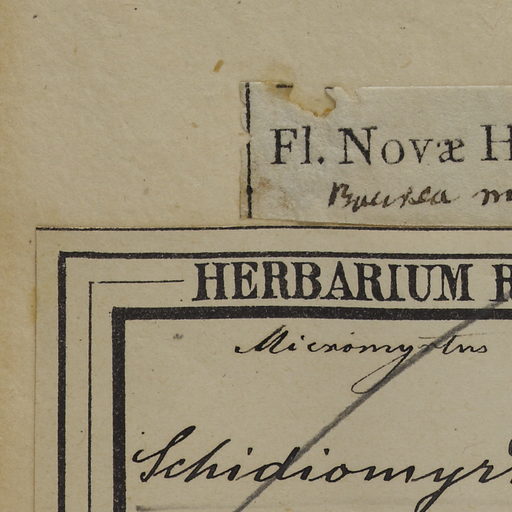 Fl. Novæ H
HERBARIUM R
Micromyrtus
Schidiomyr